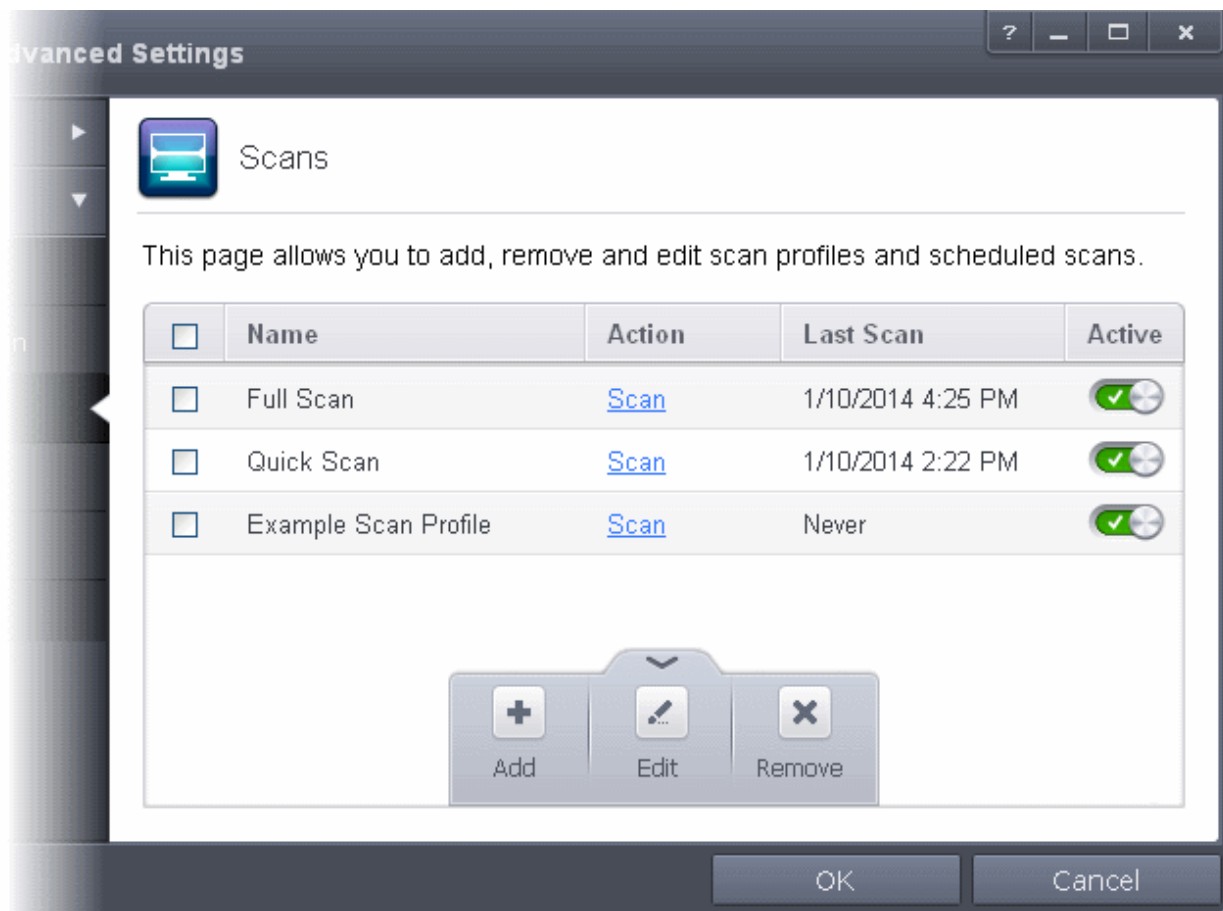 dvanced Settings
?
Scans
This page allows you to add, remove and edit scan profiles and scheduled scans.
Name Action Last Scan Active
Full Scan Scan 1/10/2014 4:25 PM
Quick Scan Scan 1/10/2014 2:22 PM
Example Scan Profile Scan Never
Add Edit Remove
OK Cancel